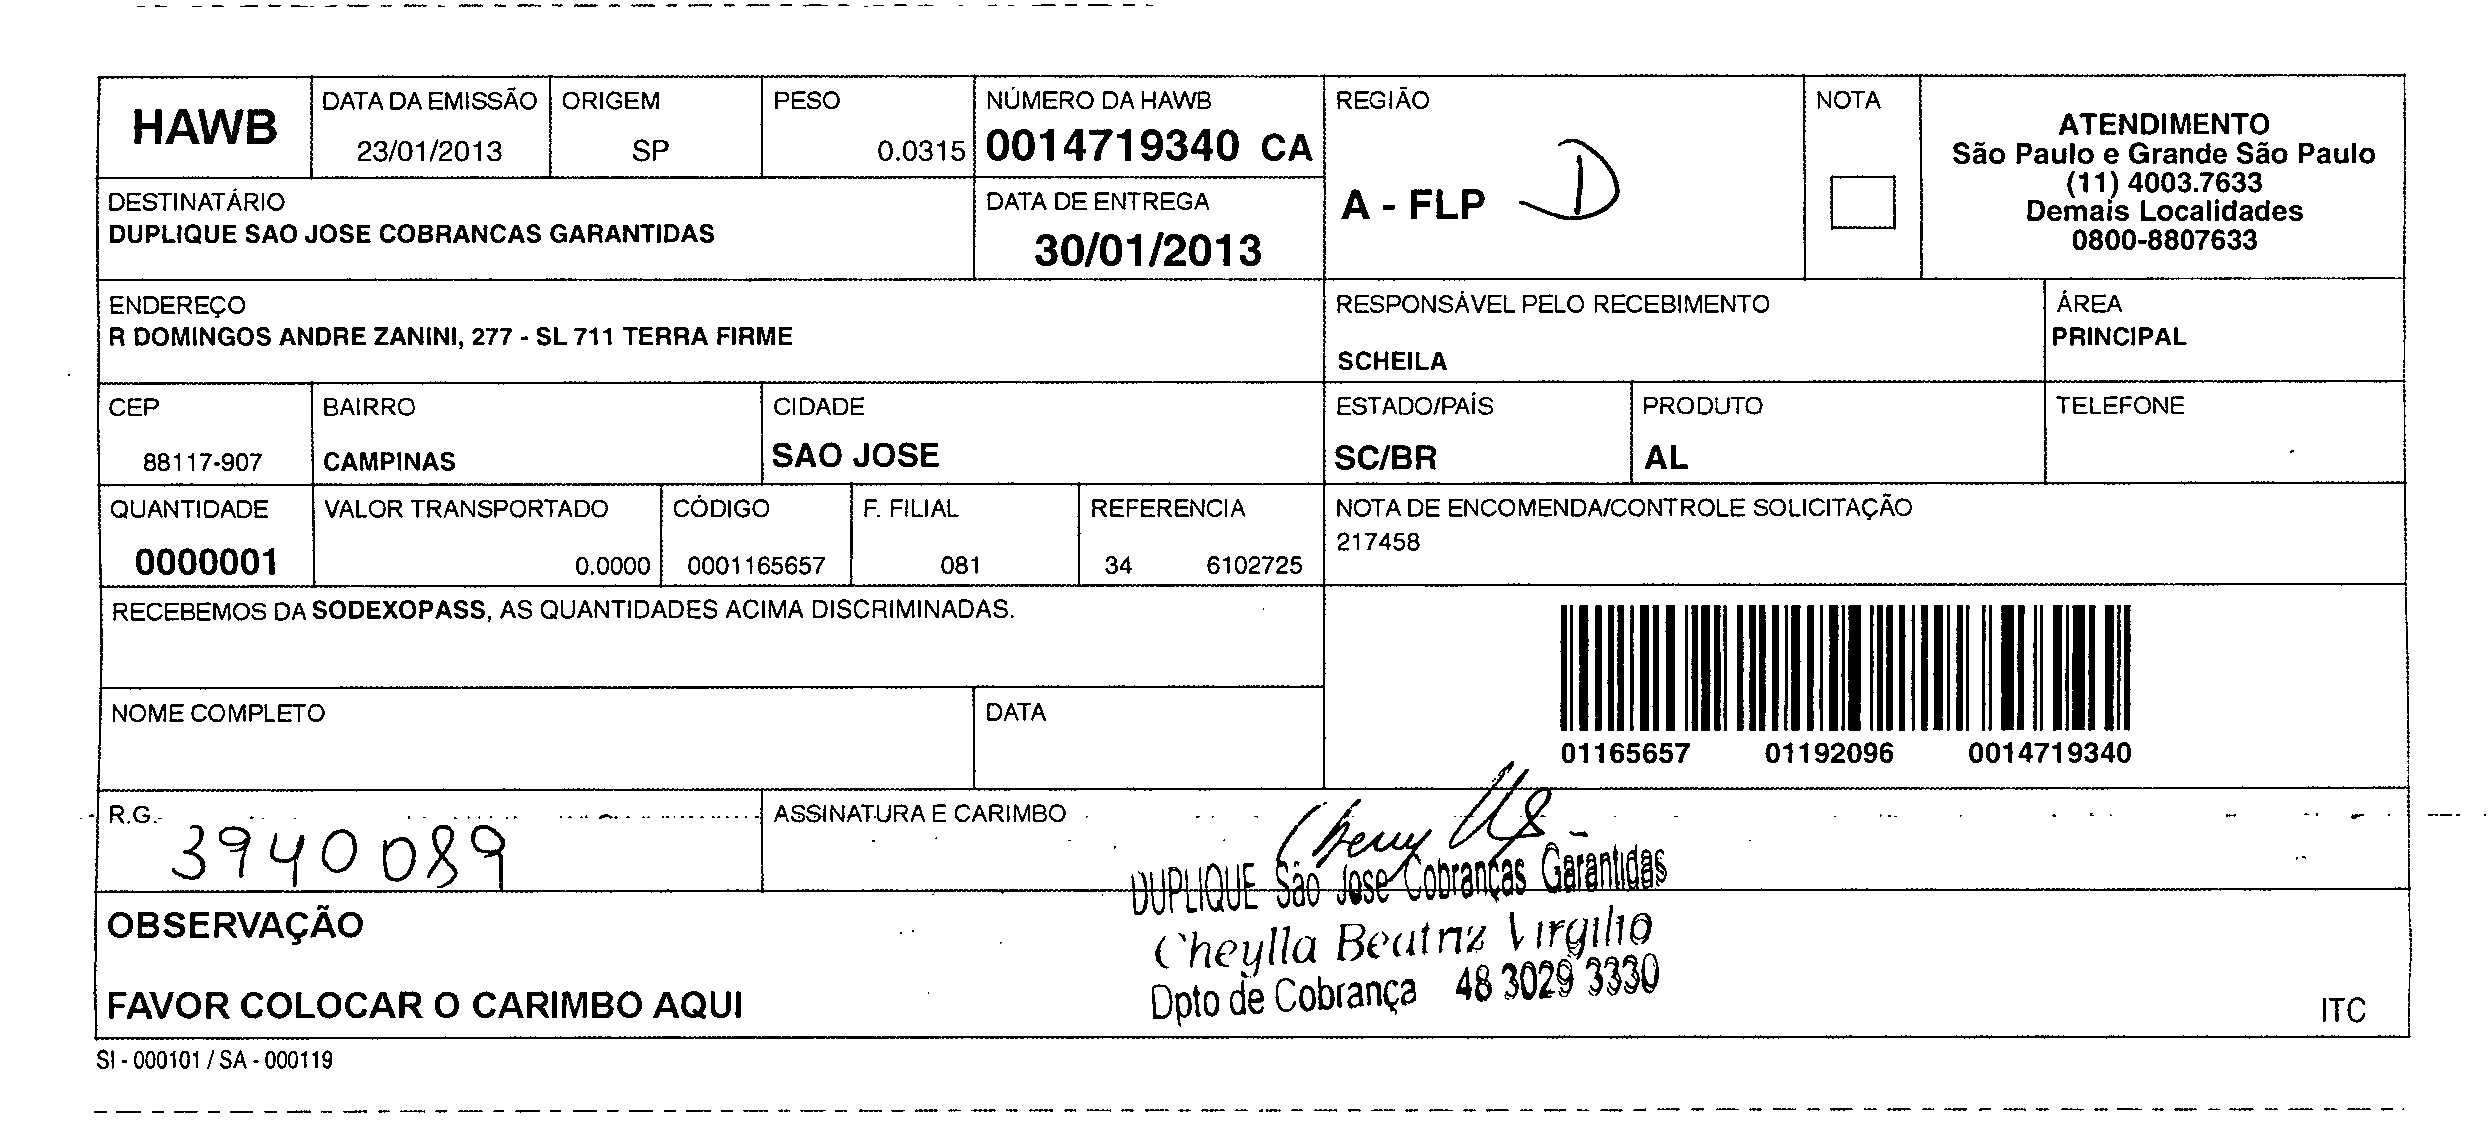 HAWB
DATA DA EMISSÃO
23/01/2013
ORIGEM
SP
PESO
0.0315
NÚMERO DA HAWB
0014719340 CA
REGIÃO
A - FLP D
NOTA
ATENDIMENTO
São Paulo e Grande São Paulo
(11) 4003.7633
Demais Localidades
0800-8807633
DESTINATÁRIO
DUPLIQUE SAO JOSE COBRANCAS GARANTIDAS
DATA DE ENTREGA
30/01/2013
ENDEREÇO
R DOMINGOS ANDRE ZANINI, 277 - SL 711 TERRA FIRME
RESPONSÁVEL PELO RECEBIMENTO
SCHEILA
ÁREA
PRINCIPAL
CEP
88117-907
BAIRRO
CAMPINAS
CIDADE
SAO JOSE
ESTADO/PAÍS
SC/BR
PRODUTO
AL
TELEFONE
QUANTIDADE
0000001
VALOR TRANSPORTADO
0.0000
CÓDIGO
0001165657
F. FILIAL
081
REFERENCIA
34 6102725
NOTA DE ENCOMENDA/CONTROLE SOLICITAÇÃO
217458
RECEBEMOS DA SODEXOPASS, AS QUANTIDADES ACIMA DISCRIMINADAS.
01165657 01192096 0014719340
NOME COMPLETO
DATA
R.G.
3940089
ASSINATURA E CARIMBO
DUPLIQUE São Jose Cobranças Garantidas
Cheylla Beatriz Virgilio
Dpto de Cobrança 48 3029 3330
OBSERVAÇÃO
FAVOR COLOCAR O CARIMBO AQUI
ITC
SI - 000101 / SA - 000119